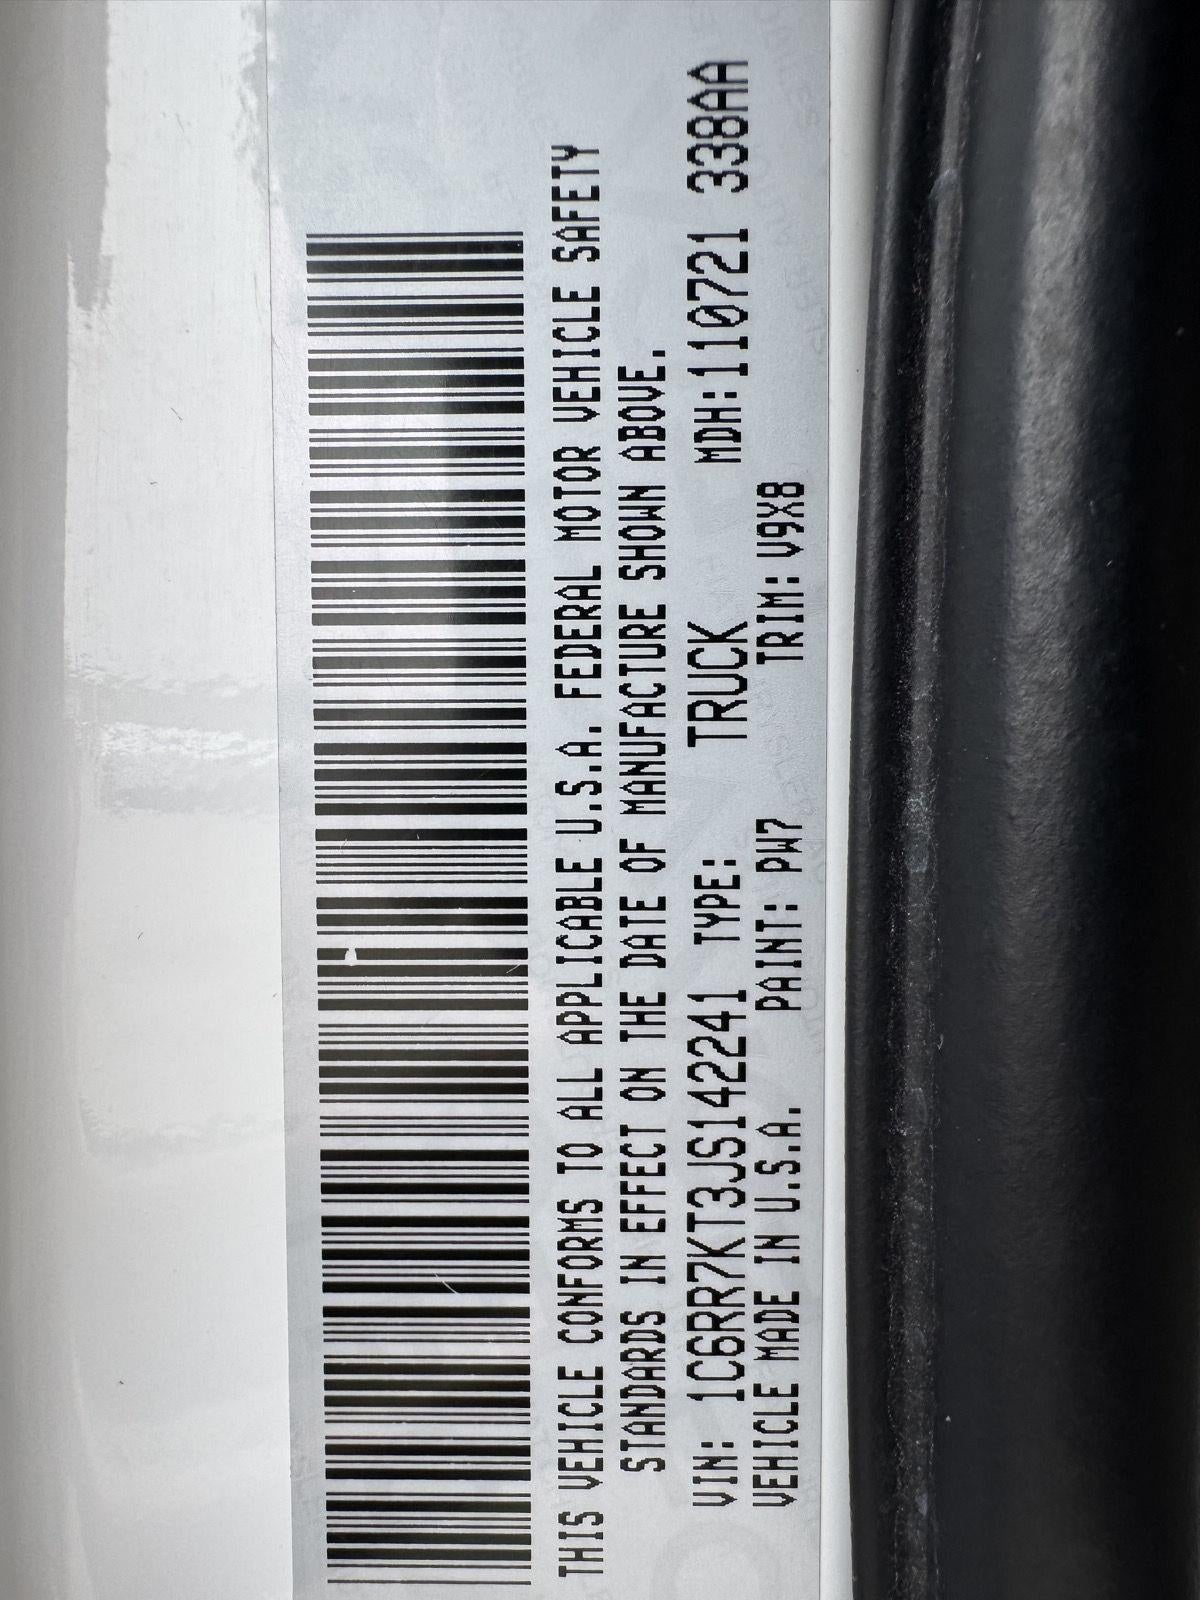 THIS VEHICLE CONFORMS TO ALL APPLICABLE U.S.A. FEDERAL MOTOR VEHICLE SAFETY
STANDARDS IN EFFECT ON THE DATE OF MANUFACTURE SHOWN ABOVE.
VIN: 1C6RR7KT3JS142241 TYPE: TRUCK MDH:110721 338AA
VEHICLE MADE IN U.S.A. PAINT: PW7 TRIM: V9X8